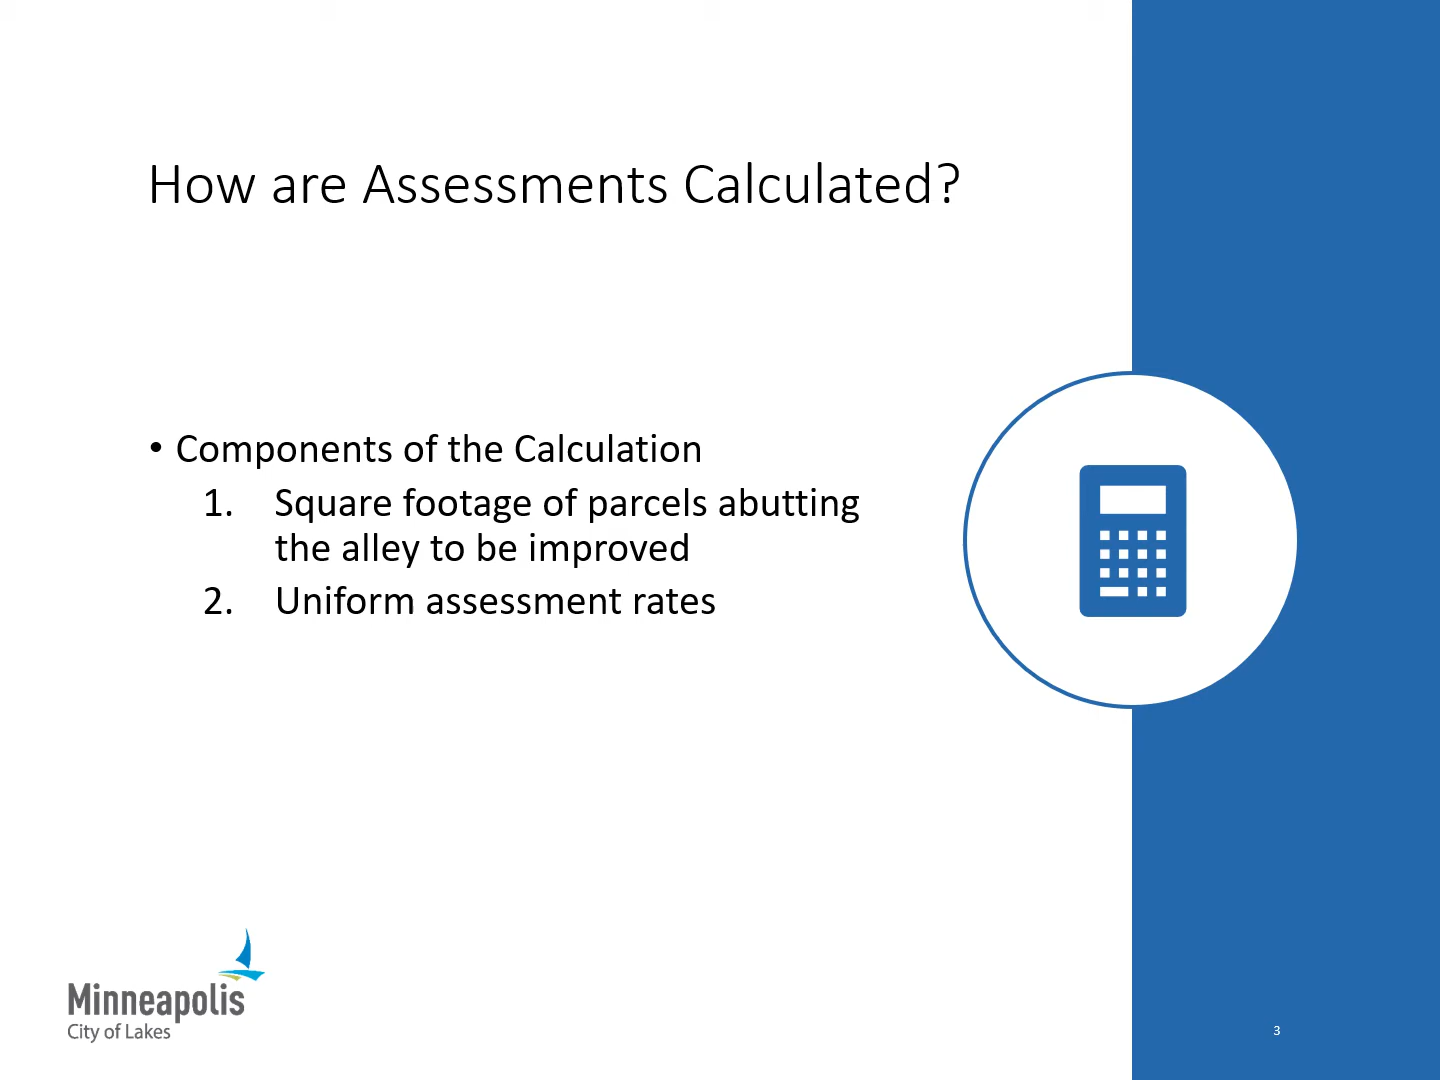 How are Assessments Calculated?
• Components of the Calculation
1. Square footage of parcels abutting
the alley to be improved
2. Uniform assessment rates
Minneapolis
City of Lakes
3